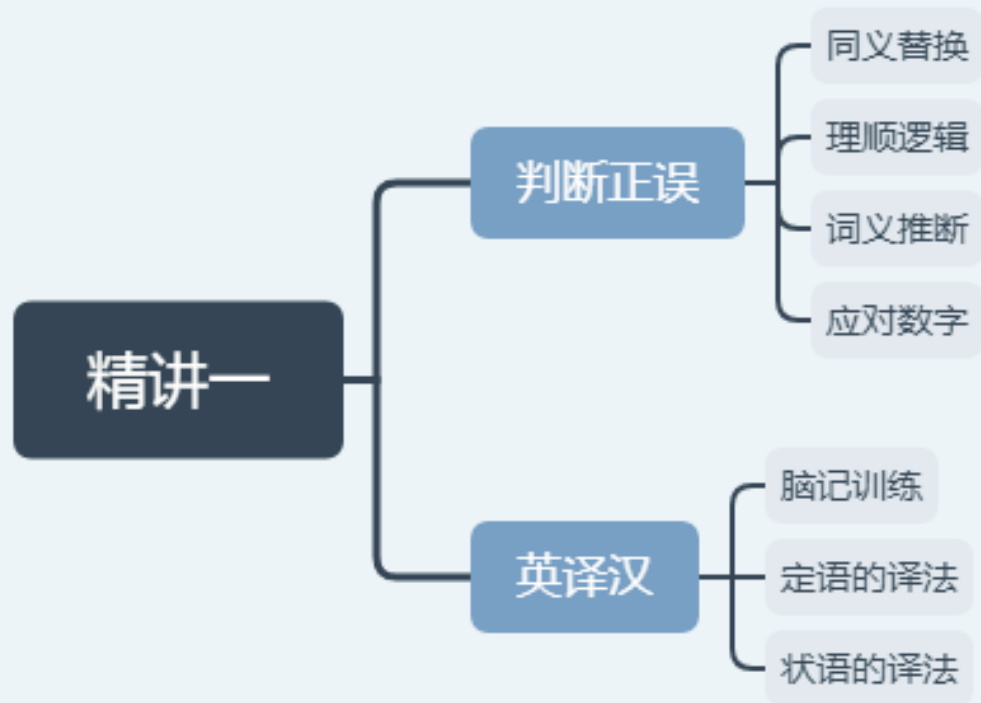 精讲一
判断正误
同义替换
理顺逻辑
词义推断
应对数字
英译汉
脑记训练
定语的译法
状语的译法